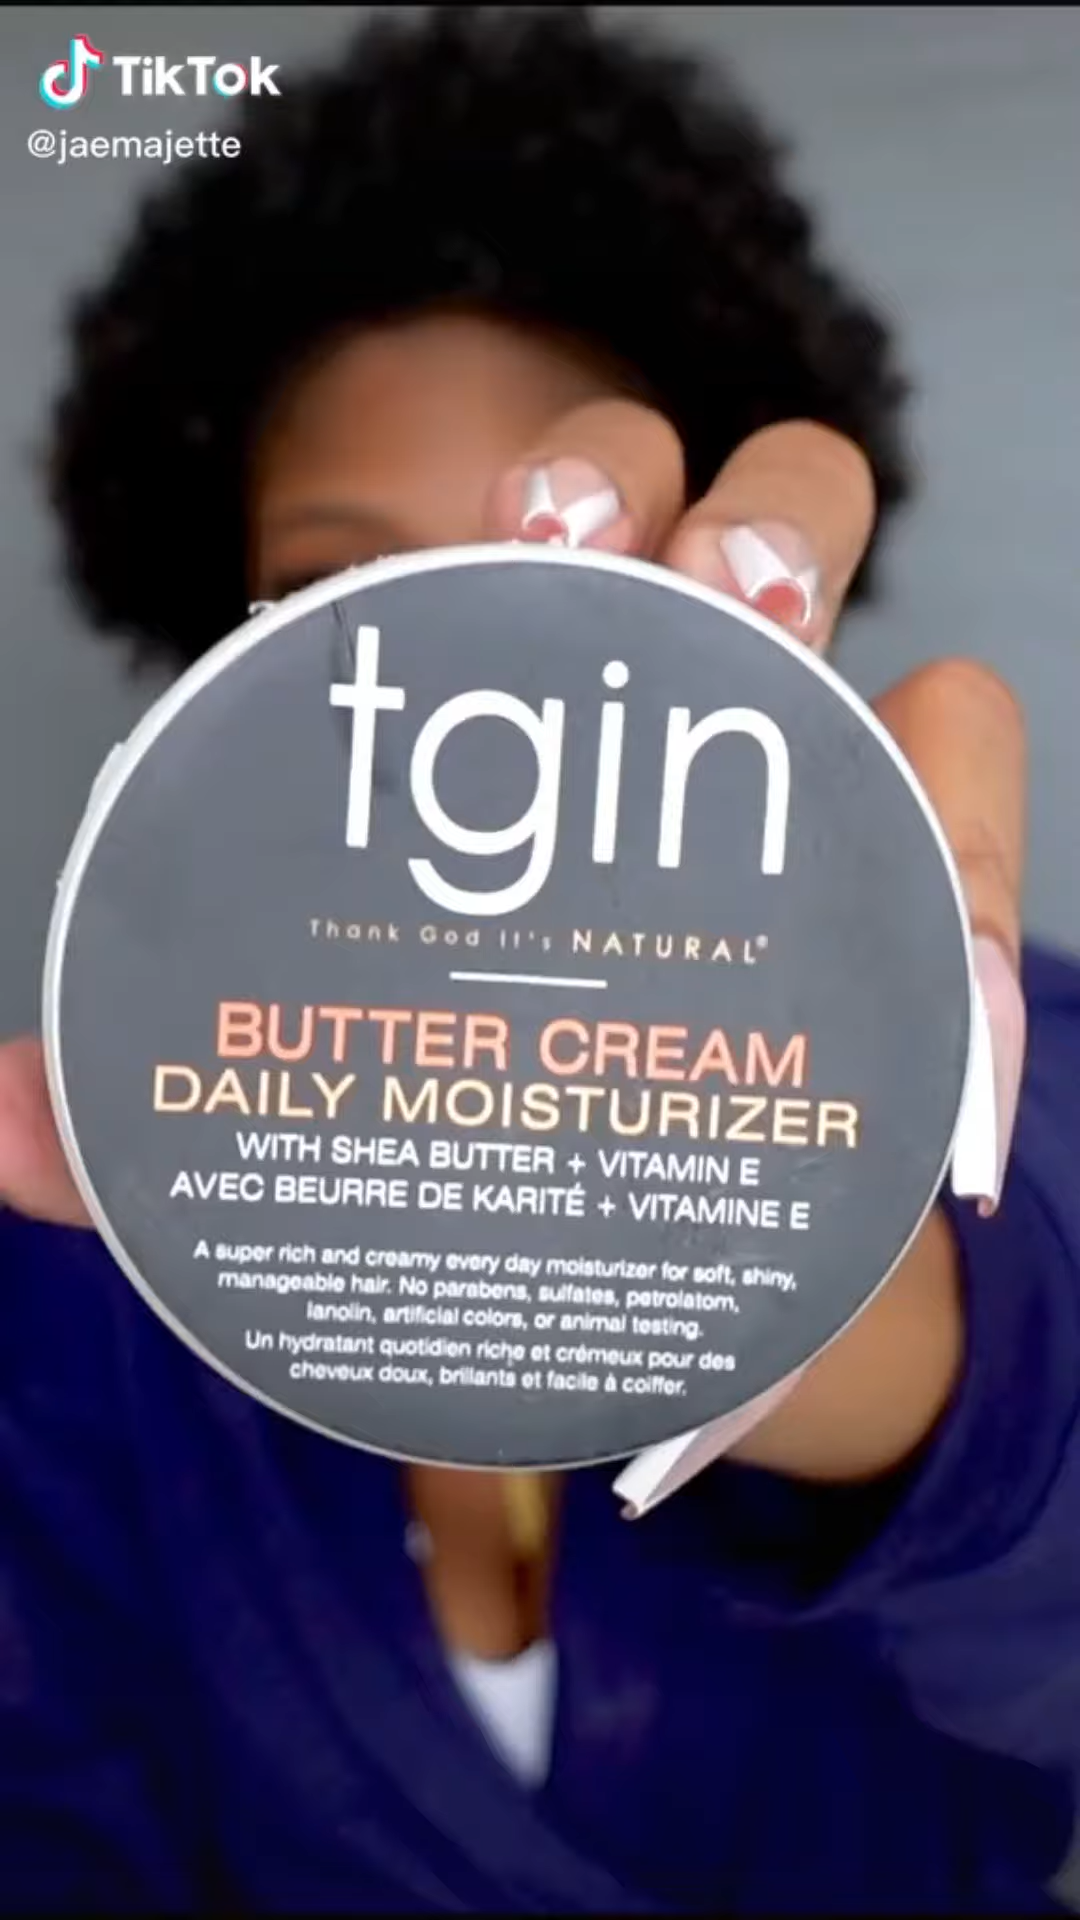 TikTok
@jaemajette
tgin
Thank God It's NATURAL®
BUTTER CREAM
DAILY MOISTURIZER
WITH SHEA BUTTER + VITAMIN E
AVEC BEURRE DE KARITÉ + VITAMINE E
A super rich and creamy every day moisturizer for soft, shiny,
manageable hair. No parabens, sulfates, petrolatom,
lanolin, artificial colors, or animal testing.
Un hydratant quotidien riche et crémeux pour des
cheveux doux, brillants et facile à coiffer.